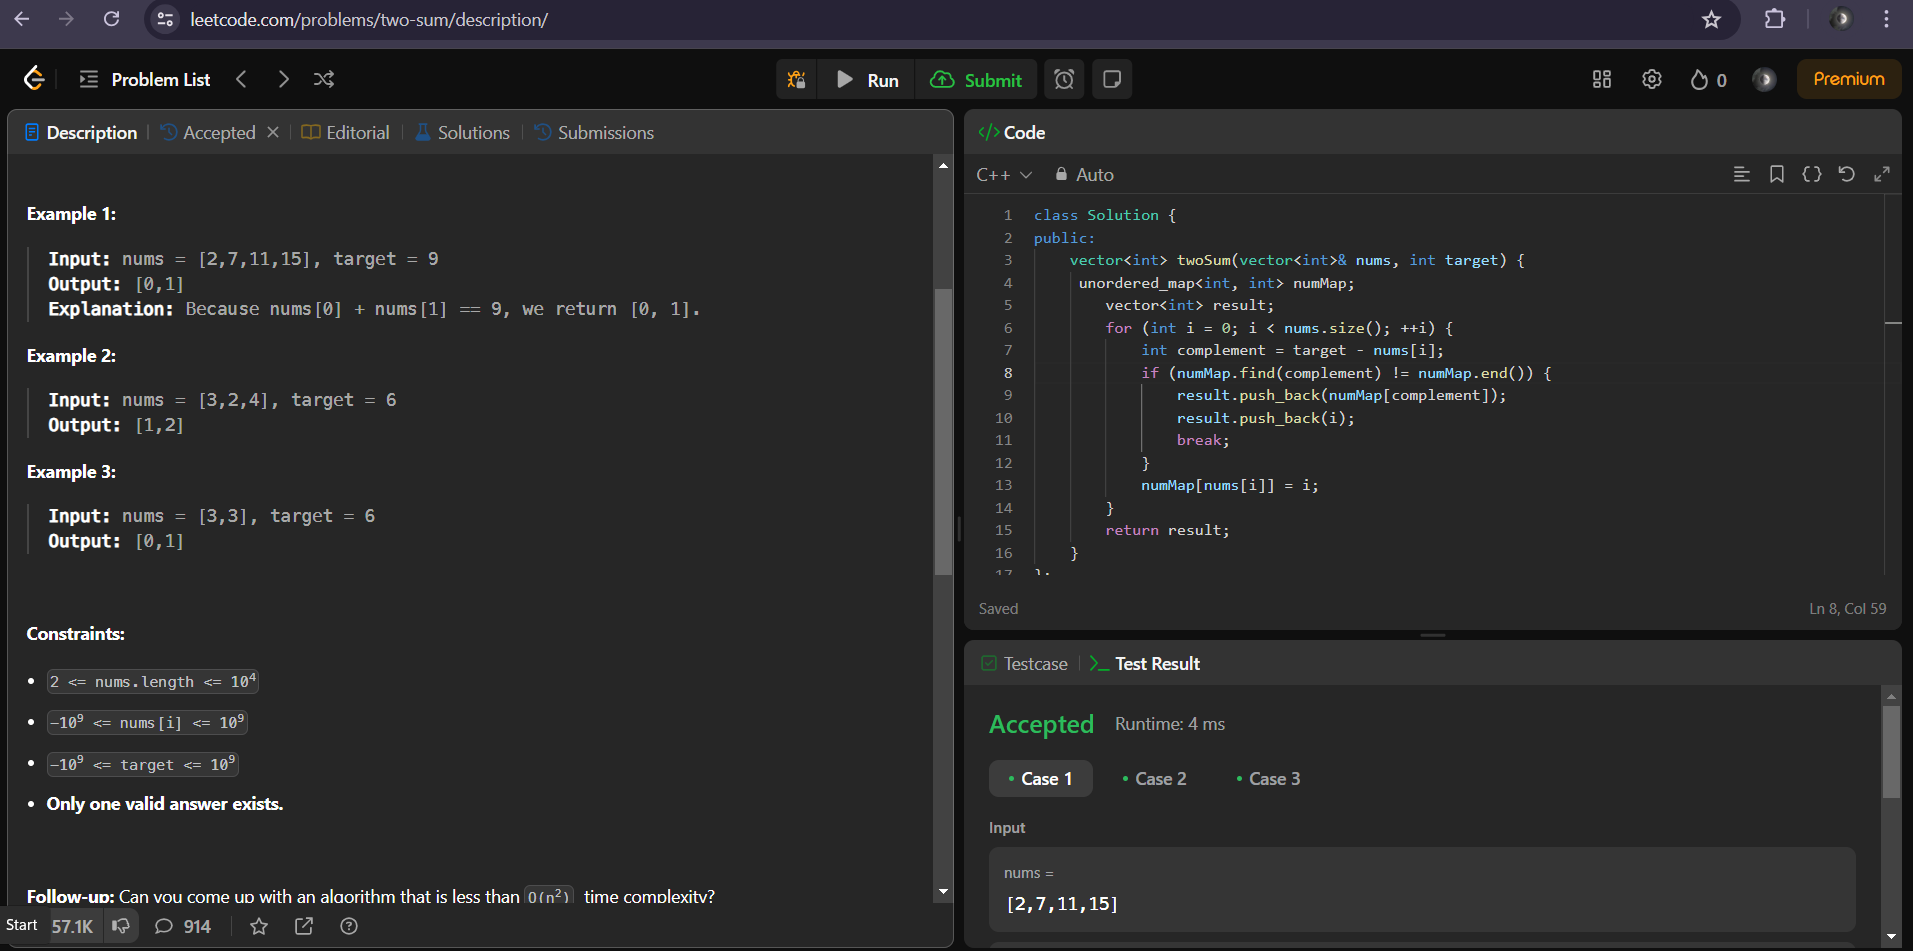 leetcode.com/problems/two-sum/description/
Problem List
Run
Submit
0
Premium
Description
Accepted
Editorial
Solutions
Submissions
Example 1:
Input: nums = [2,7,11,15], target = 9
Output: [0,1]
Explanation: Because nums[0] + nums[1] == 9, we return [0, 1].
Example 2:
Input: nums = [3,2,4], target = 6
Output: [1,2]
Example 3:
Input: nums = [3,3], target = 6
Output: [0,1]
Constraints:
• 2 <= nums.length <= 10⁴
• -10⁹ <= nums[i] <= 10⁹
• -10⁹ <= target <= 10⁹
• Only one valid answer exists.
Follow-up: Can you come up with an algorithm that is less than O(n²) time complexity?
Start
57.1K
914
</> Code
C++
Auto
1 class Solution {
2 public:
3     vector<int> twoSum(vector<int>& nums, int target) {
4      unordered_map<int, int> numMap;
5         vector<int> result;
6         for (int i = 0; i < nums.size(); ++i) {
7             int complement = target - nums[i];
8             if (numMap.find(complement) != numMap.end()) {
9                 result.push_back(numMap[complement]);
10                 result.push_back(i);
11                 break;
12             }
13             numMap[nums[i]] = i;
14         }
15         return result;
16     }
17 };
Saved
Ln 8, Col 59
Testcase
>_ Test Result
Accepted
Runtime: 4 ms
• Case 1
• Case 2
• Case 3
Input
nums =
[2,7,11,15]